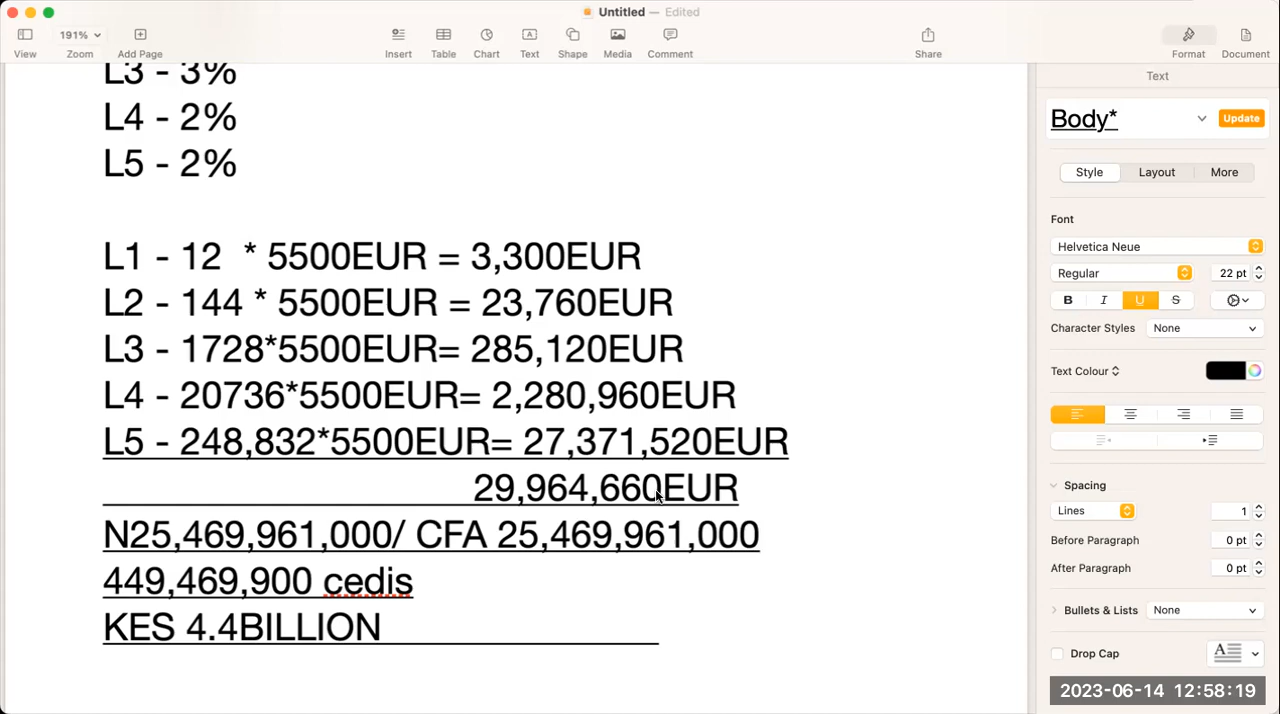 Untitled — Edited
191%
View
Zoom
Add Page
Insert
Table
Chart
Text
Shape
Media
Comment
Share
Format
Document
L3 - 3%
L4 - 2%
L5 - 2%
L1 - 12 * 5500EUR = 3,300EUR
L2 - 144 * 5500EUR = 23,760EUR
L3 - 1728*5500EUR= 285,120EUR
L4 - 20736*5500EUR= 2,280,960EUR
L5 - 248,832*5500EUR= 27,371,520EUR
29,964,660EUR
N25,469,961,000/ CFA 25,469,961,000
449,469,900 cedis
KES 4.4BILLION
Text
Body*
Update
Style
Layout
More
Font
Helvetica Neue
Regular
22 pt
B I U S
Character Styles
None
Text Colour
Spacing
Lines
1
Before Paragraph
0 pt
After Paragraph
0 pt
Bullets & Lists
None
Drop Cap
A
2023-06-14 12:58:19